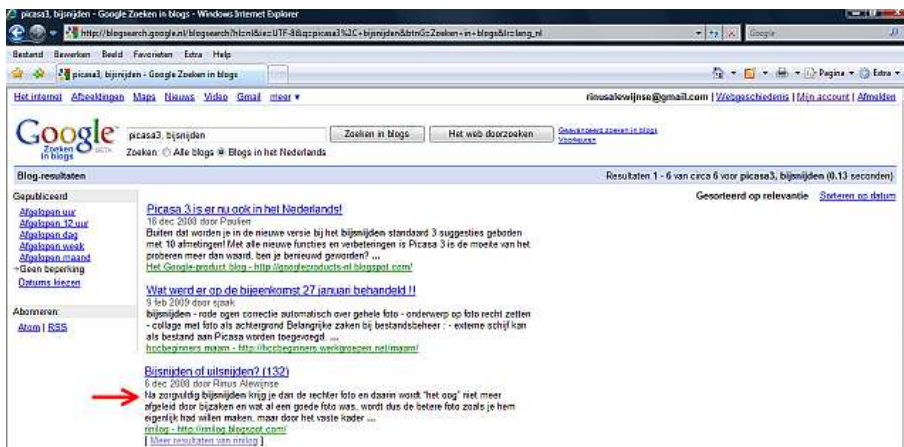 picasa3, bijsnijden - Google Zoeken in blogs - Windows Internet Explorer
http://blogsearch.google.nl/blogsearch?hl=nl&ie=UTF-8&q=picasa3%2C+bijsnijden&btnG=Zoeken+in+blogs&lr=lang_nl
Google
Bestand Bewerken Beeld Favorieten Extra Help
picasa3, bijsnijden - Google Zoeken in blogs
Pagina Extra
Het internet Afbeeldingen Maps Nieuws Video Gmail meer ▼
rinusalewijnse@gmail.com | Webgeschiedenis | Mijn account | Afmelden
Google
Zoeken in blogs BETA
picasa3, bijsnijden
Zoeken in blogs
Het web doorzoeken
Geavanceerd zoeken in blogs
Voorkeuren
Zoeken: Alle blogs Blogs in het Nederlands
Blog-resultaten
Resultaten 1 - 6 van circa 6 voor picasa3, bijsnijden (0.13 seconden)
Gesorteerd op relevantie Sorteren op datum
Gepubliceerd
Afgelopen uur
Afgelopen 12 uur
Afgelopen dag
Afgelopen week
Afgelopen maand
Geen beperking
Datums kiezen
Abonneren:
Atom | RSS
Picasa 3 is er nu ook in het Nederlands!
16 dec 2008 door Paulien
Buiten dat worden je in de nieuwe versie bij het bijsnijden standaard 3 suggesties geboden
met 10 afmetingen! Met alle nieuwe functies en verbeteringen is Picasa 3 is de moeite van het
proberen meer dan waard, ben je benieuwd geworden? ...
Het Google-product blog - http://googleproducts-nl.blogspot.com/
Wat werd er op de bijeenkomst 27 januari behandeld !!
9 feb 2009 door sjaak
bijsnijden - rode ogen correctie automatisch over gehele foto - onderwerp op foto recht zetten
- collage met foto als achtergrond Belangrijke zaken bij bestandsbeheer : - externe schijf kan
als bestand aan Picasa worden toegevoegd. ...
hccbeginners maarn - http://hccbeginners.werkgroepen.net/maarn/
Bijsnijden of uitsnijden? (132)
6 dec 2008 door Rinus Alewijnse
Na zorgvuldig bijsnijden krijg je dan de rechter foto en daarin wordt "het oog" niet meer
afgeleid door bijzaken en wat al een goede foto was, wordt dus de betere foto zoals je hem
eigenlijk had willen maken, maar door het vaste kader ...
rinilog - http://rinilog.blogspot.com/
[ Meer resultaten van rinilog ]